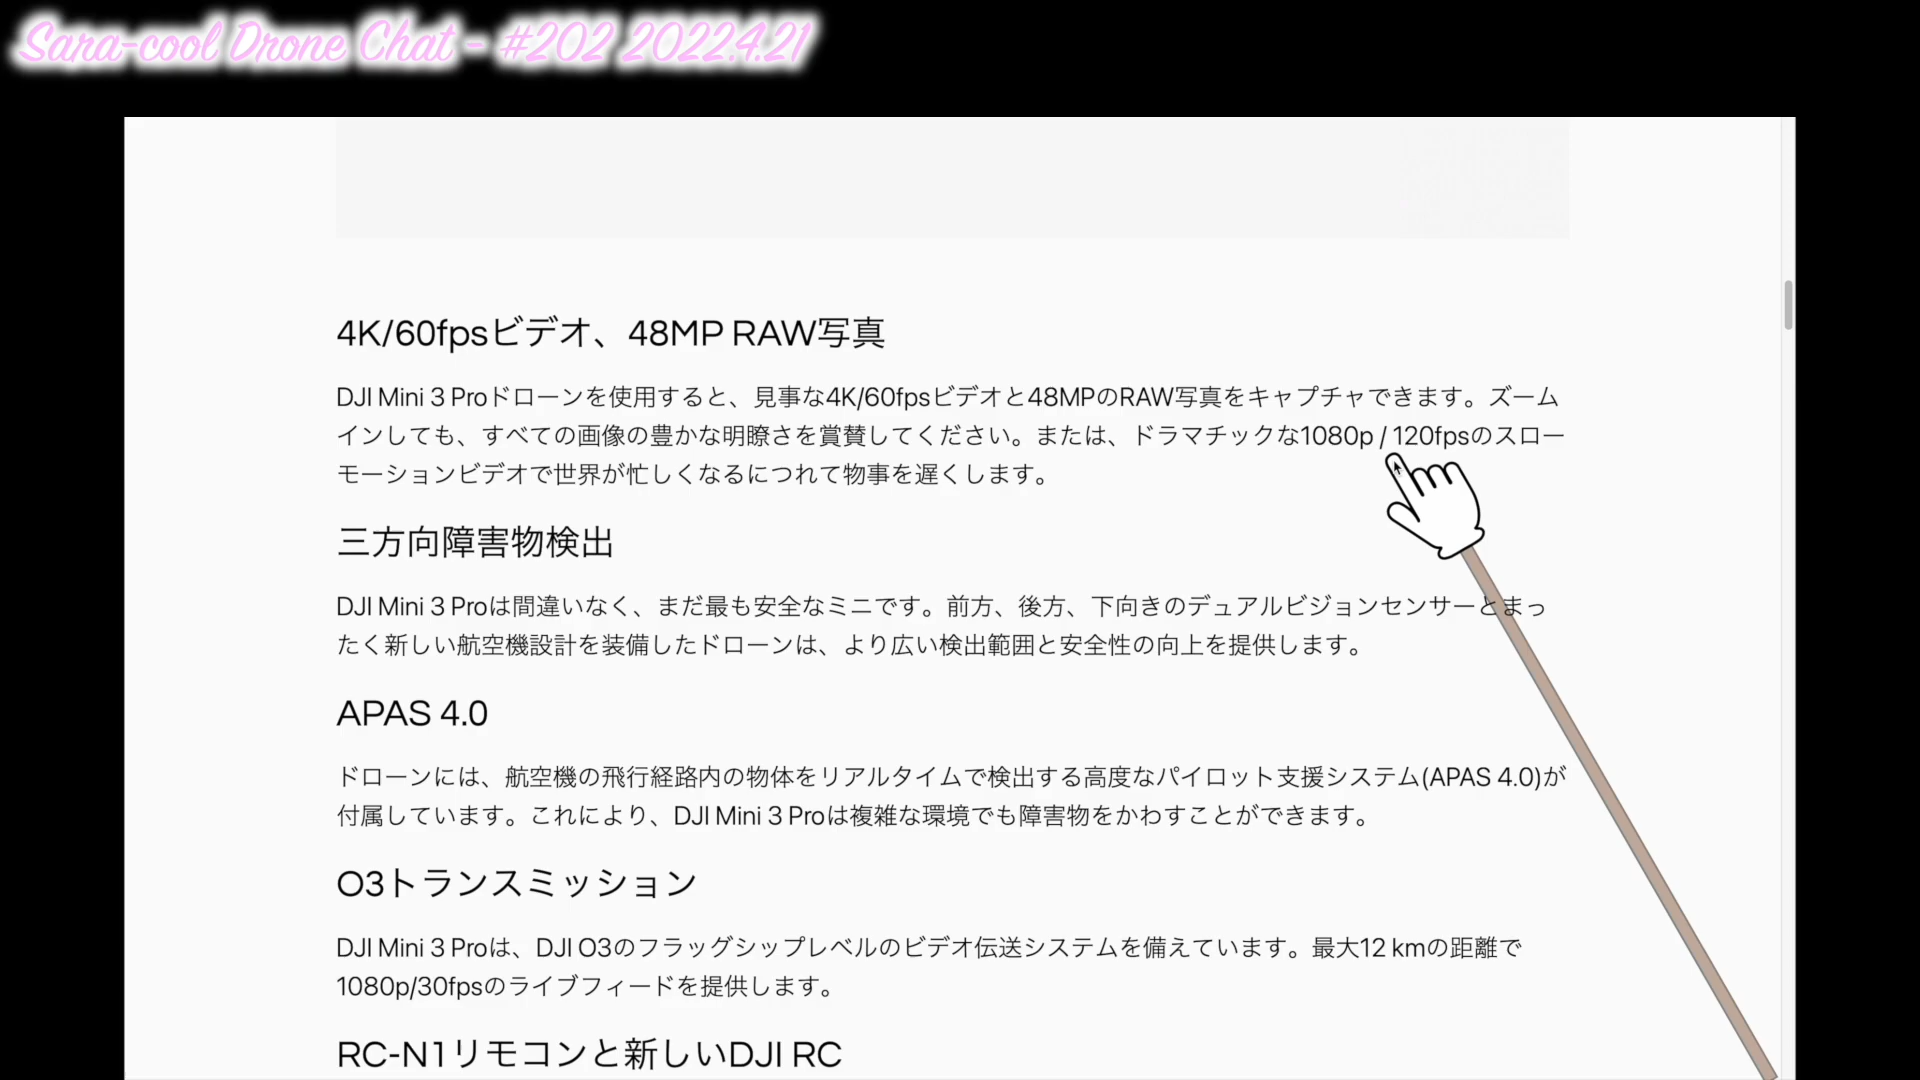 Sara-cool Drone Chat - #202 2022.4.21
4K/60fpsビデオ、48MP RAW写真
DJI Mini 3 Proドローンを使用すると、見事な4K/60fpsビデオと48MPのRAW写真をキャプチャできます。ズーム
インしても、すべての画像の豊かな明瞭さを賞賛してください。または、ドラマチックな1080p / 120fpsのスロー
モーションビデオで世界が忙しくなるにつれて物事を遅くします。
三方向障害物検出
DJI Mini 3 Proは間違いなく、まだ最も安全なミニです。前方、後方、下向きのデュアルビジョンセンサーとまっ
たく新しい航空機設計を装備したドローンは、より広い検出範囲と安全性の向上を提供します。
APAS 4.0
ドローンには、航空機の飛行経路内の物体をリアルタイムで検出する高度なパイロット支援システム(APAS 4.0)が
付属しています。これにより、DJI Mini 3 Proは複雑な環境でも障害物をかわすことができます。
O3トランスミッション
DJI Mini 3 Proは、DJI O3のフラッグシップレベルのビデオ伝送システムを備えています。最大12 kmの距離で
1080p/30fpsのライブフィードを提供します。
RC-N1リモコンと新しいDJI RC